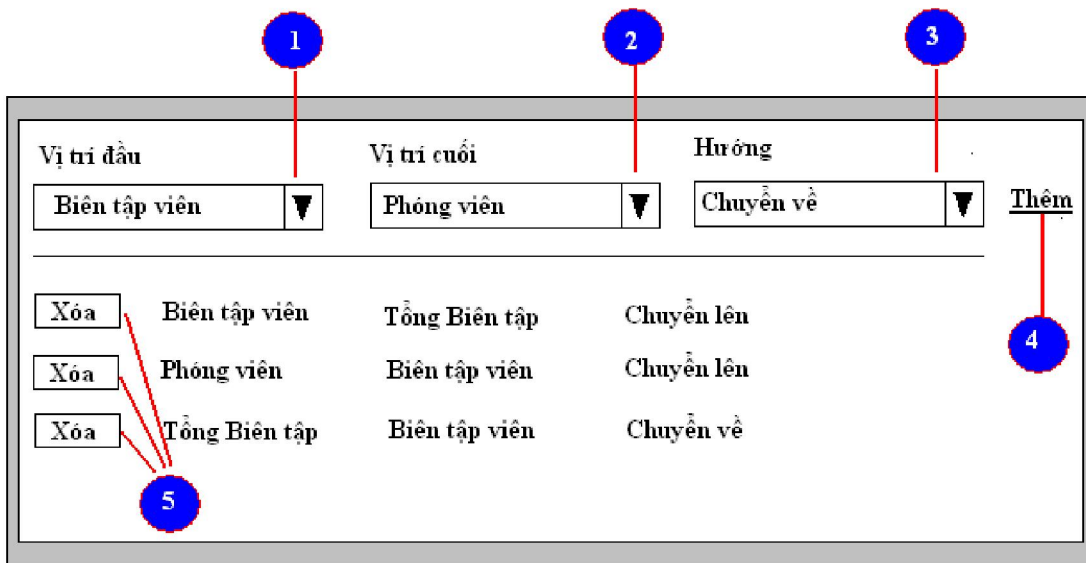 1 2 3
Vị trí đầu Vị trí cuối Hướng
Biên tập viên Phóng viên Chuyển về Thêm
Xóa Biên tập viên Tổng Biên tập Chuyển lên
4
Xóa Phóng viên Biên tập viên Chuyển lên
Xóa Tổng Biên tập Biên tập viên Chuyển về
5